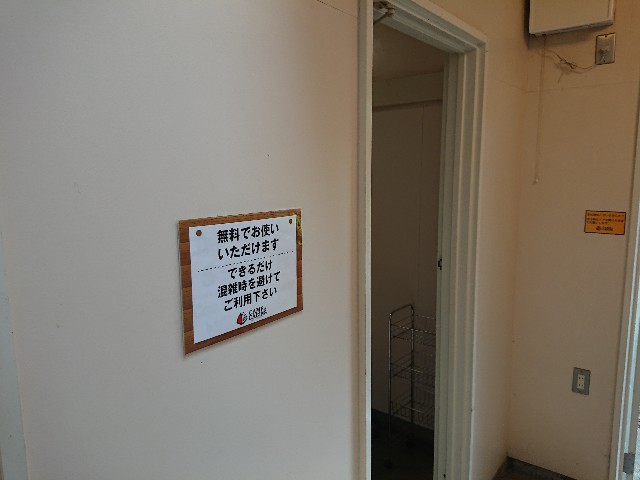 無料でお使い
いただけます
できるだけ
混雑時を避けて
ご利用下さい